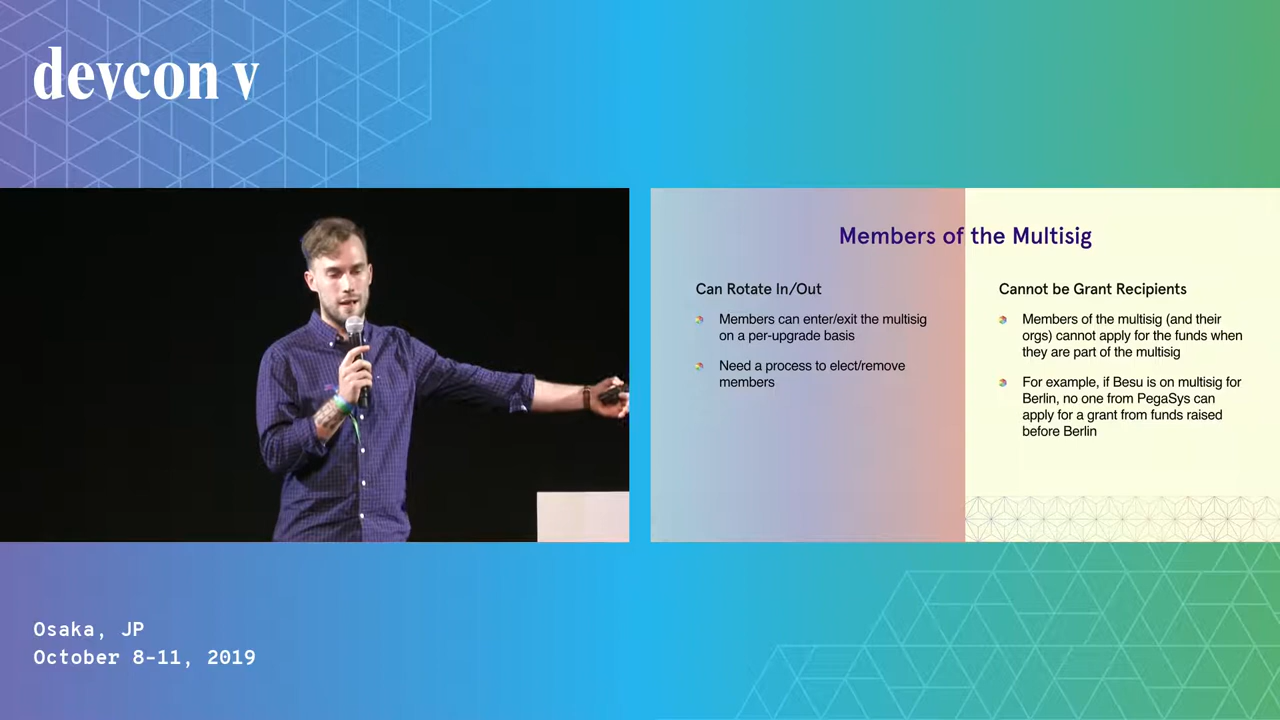 devcon v
Members of the Multisig
Can Rotate In/Out
Members can enter/exit the multisig
on a per-upgrade basis
Need a process to elect/remove
members
Cannot be Grant Recipients
Members of the multisig (and their
orgs) cannot apply for the funds when
they are part of the multisig
For example, if Besu is on multisig for
Berlin, no one from PegaSys can
apply for a grant from funds raised
before Berlin
Osaka, JP
October 8-11, 2019